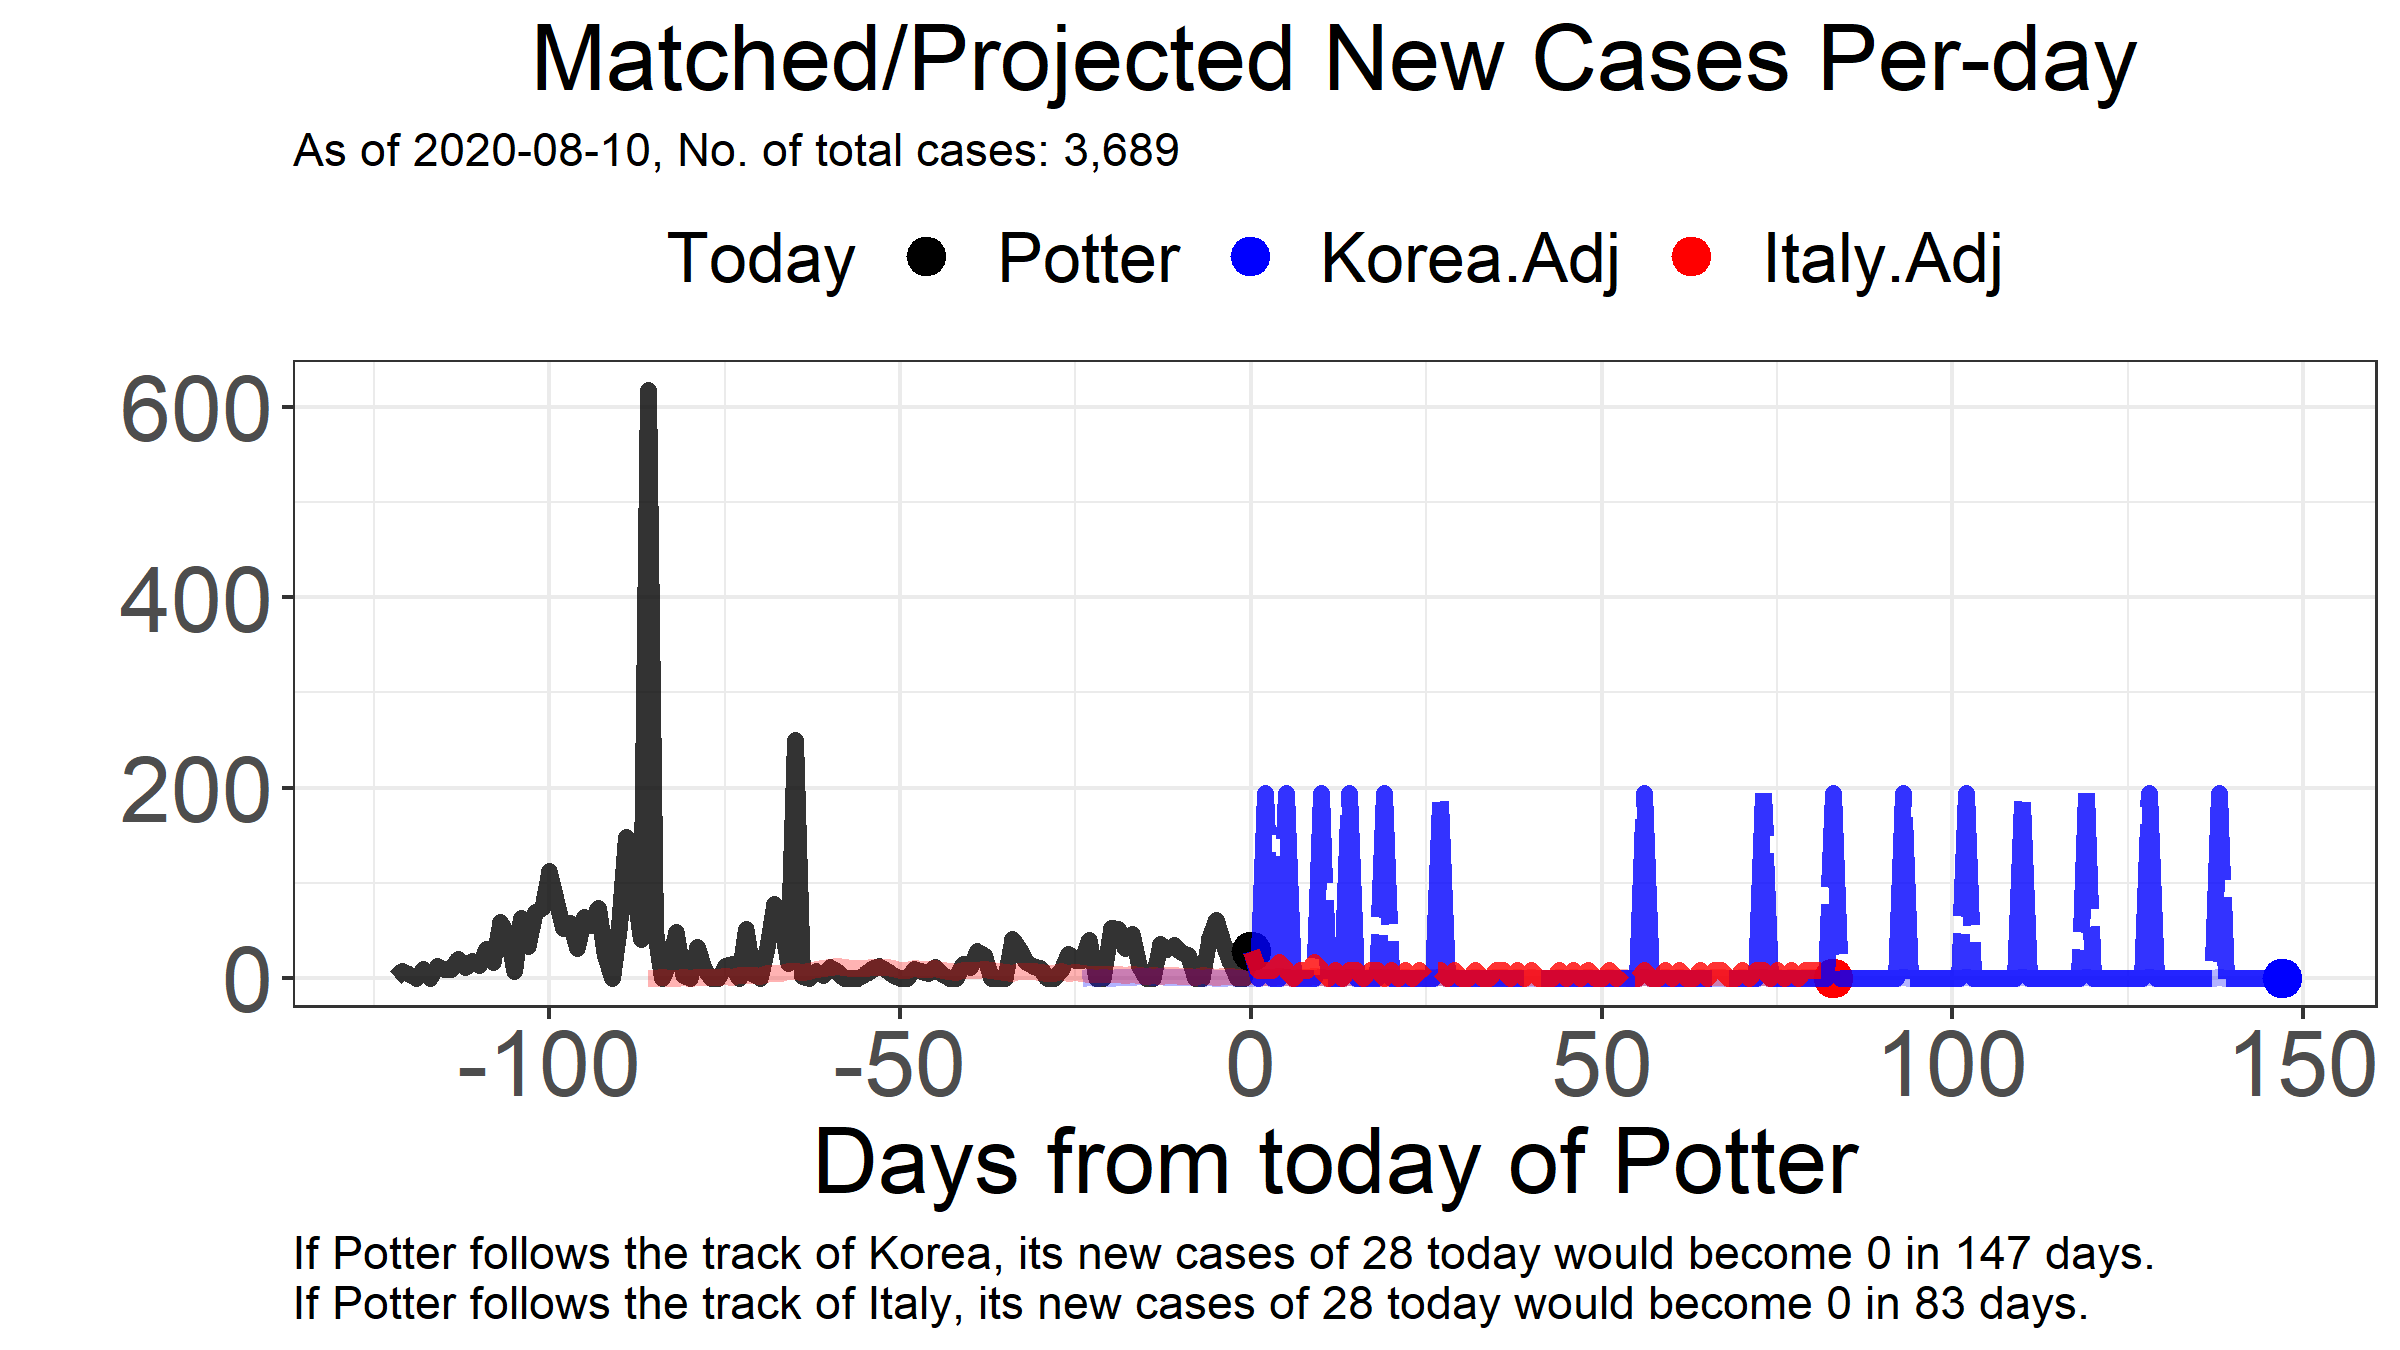 Matched/Projected New Cases Per-day
As of 2020-08-10, No. of total cases: 3,689
Today Potter Korea.Adj Italy.Adj
600
400
200
0
-100 -50 0 50 100 150
Days from today of Potter
If Potter follows the track of Korea, its new cases of 28 today would become 0 in 147 days.
If Potter follows the track of Italy, its new cases of 28 today would become 0 in 83 days.